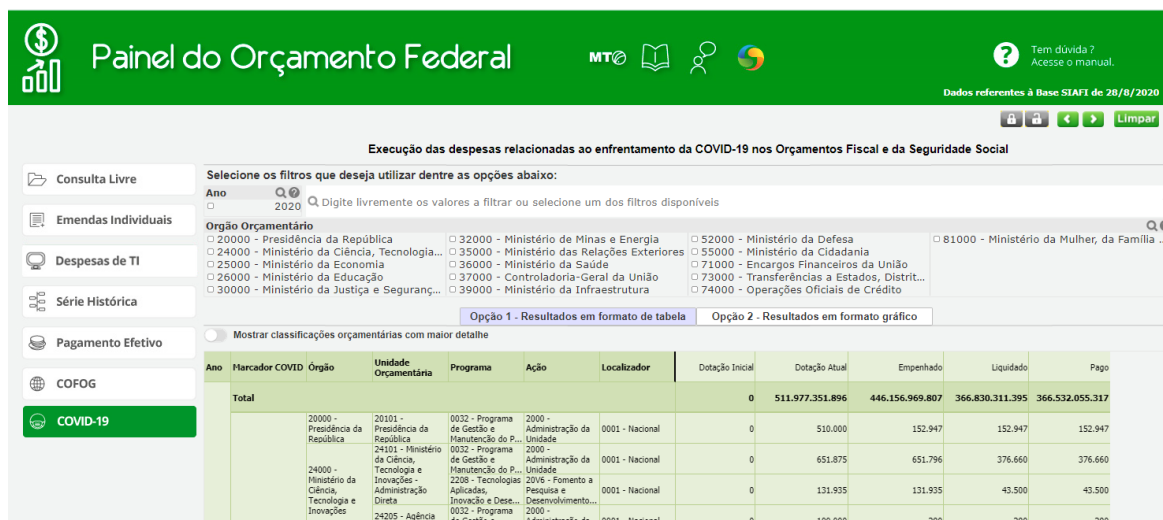 Painel do Orçamento Federal
MTO
Tem dúvida ?
Acesse o manual.
Dados referentes à Base SIAFI de 28/8/2020
Limpar
Execução das despesas relacionadas ao enfrentamento da COVID-19 nos Orçamentos Fiscal e da Seguridade Social
Consulta Livre
Emendas Individuais
Despesas de TI
Série Histórica
Pagamento Efetivo
COFOG
COVID-19
Selecione os filtros que deseja utilizar dentre as opções abaixo:
Ano
2020
Digite livremente os valores a filtrar ou selecione um dos filtros disponíveis
Orgão Orçamentário
20000 - Presidência da República
24000 - Ministério da Ciência, Tecnologia...
25000 - Ministério da Economia
26000 - Ministério da Educação
30000 - Ministério da Justiça e Seguranç...
32000 - Ministério de Minas e Energia
35000 - Ministério das Relações Exteriores
36000 - Ministério da Saúde
37000 - Controladoria-Geral da União
39000 - Ministério da Infraestrutura
52000 - Ministério da Defesa
55000 - Ministério da Cidadania
71000 - Encargos Financeiros da União
73000 - Transferências a Estados, Distrit...
74000 - Operações Oficiais de Crédito
81000 - Ministério da Mulher, da Família ..
Opção 1 - Resultados em formato de tabela
Opção 2 - Resultados em formato gráfico
Mostrar classificações orçamentárias com maior detalhe
Ano Marcador COVID Órgão Unidade Orçamentária Programa Ação Localizador Dotação Inicial Dotação Atual Empenhado Liquidado Pago
Total 0 511.977.351.896 446.156.969.807 366.830.311.395 366.532.055.317
20000 - Presidência da República 20101 - Presidência da República 0032 - Programa de Gestão e Manutenção do P... 2000 - Administração da Unidade 0001 - Nacional 0 510.000 152.947 152.947 152.947
24000 - Ministério da Ciência, Tecnologia e Inovações 24101 - Ministério da Ciência, Tecnologia e Inovações - Administração Direta 0032 - Programa de Gestão e Manutenção do P... 2000 - Administração da Unidade 0001 - Nacional 0 651.875 651.796 376.660 376.660
2208 - Tecnologias Aplicadas, Inovação e Dese... 20V6 - Fomento a Pesquisa e Desenvolvimento... 0001 - Nacional 0 131.935 131.935 43.500 43.500
24205 - Agência 0032 - Programa 2000 -